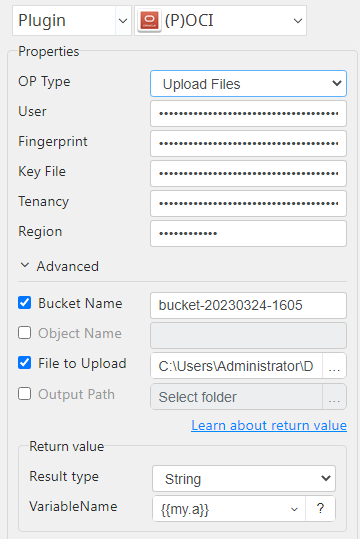 Plugin (P)OCI
Properties
OP Type Upload Files
User ••••••••••••••••••••••••••••••••••••
Fingerprint ••••••••••••••••••••••••••••••••••••
Key File ••••••••••••••••••••••••••••••••••••
Tenancy ••••••••••••••••••••••••••••••••••••
Region ••••••••••••
Advanced
Bucket Name bucket-20230324-1605
Object Name
File to Upload C:\Users\Administrator\D ...
Output Path Select folder ...
Learn about return value
Return value
Result type String
VariableName {{my.a}} ?